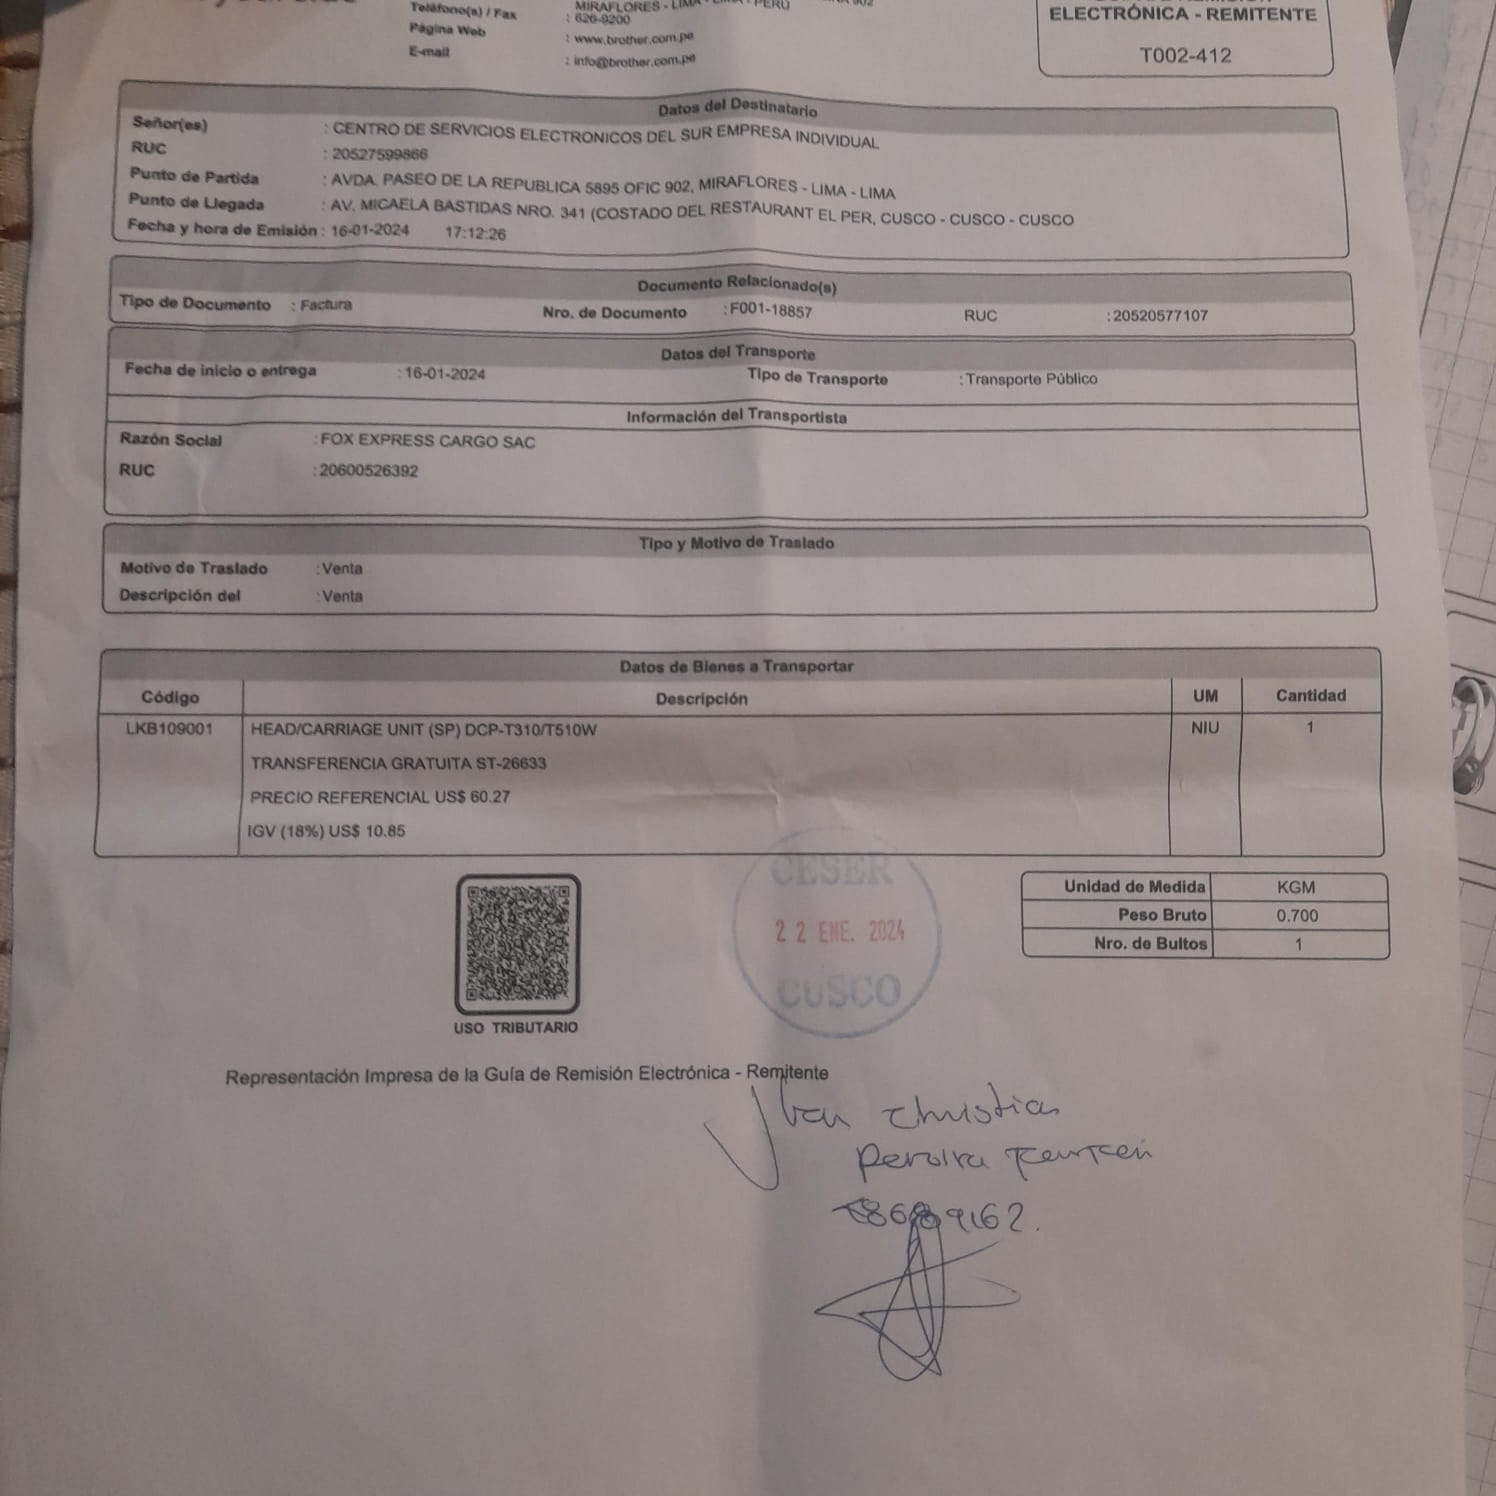 Teléfono(s) / Fax : 626-9200
Página Web : www.brother.com.pe
E-mail : info@brother.com.pe
ELECTRÓNICA - REMITENTE
T002-412
Datos del Destinatario
Señor(es) : CENTRO DE SERVICIOS ELECTRONICOS DEL SUR EMPRESA INDIVIDUAL
RUC : 20527599866
Punto de Partida : AVDA. PASEO DE LA REPUBLICA 5895 OFIC 902, MIRAFLORES - LIMA - LIMA
Punto de Llegada : AV. MICAELA BASTIDAS NRO. 341 (COSTADO DEL RESTAURANT EL PER, CUSCO - CUSCO - CUSCO
Fecha y hora de Emisión : 16-01-2024 17:12:26
Documento Relacionado(s)
Tipo de Documento : Factura Nro. de Documento : F001-18857 RUC : 20520577107
Datos del Transporte
Fecha de inicio o entrega : 16-01-2024 Tipo de Transporte : Transporte Público
Información del Transportista
Razón Social : FOX EXPRESS CARGO SAC
RUC : 20600526392
Tipo y Motivo de Traslado
Motivo de Traslado : Venta
Descripción del : Venta
Datos de Bienes a Transportar
Código Descripción UM Cantidad
LKB109001 HEAD/CARRIAGE UNIT (SP) DCP-T310/T510W NIU 1
TRANSFERENCIA GRATUITA ST-26633
PRECIO REFERENCIAL US$ 60.27
IGV (18%) US$ 10.85
CESER
22 ENE. 2024
CUSCO
Unidad de Medida KGM
Peso Bruto 0.700
Nro. de Bultos 1
USO TRIBUTARIO
Representación Impresa de la Guía de Remisión Electrónica - Remitente
Christian